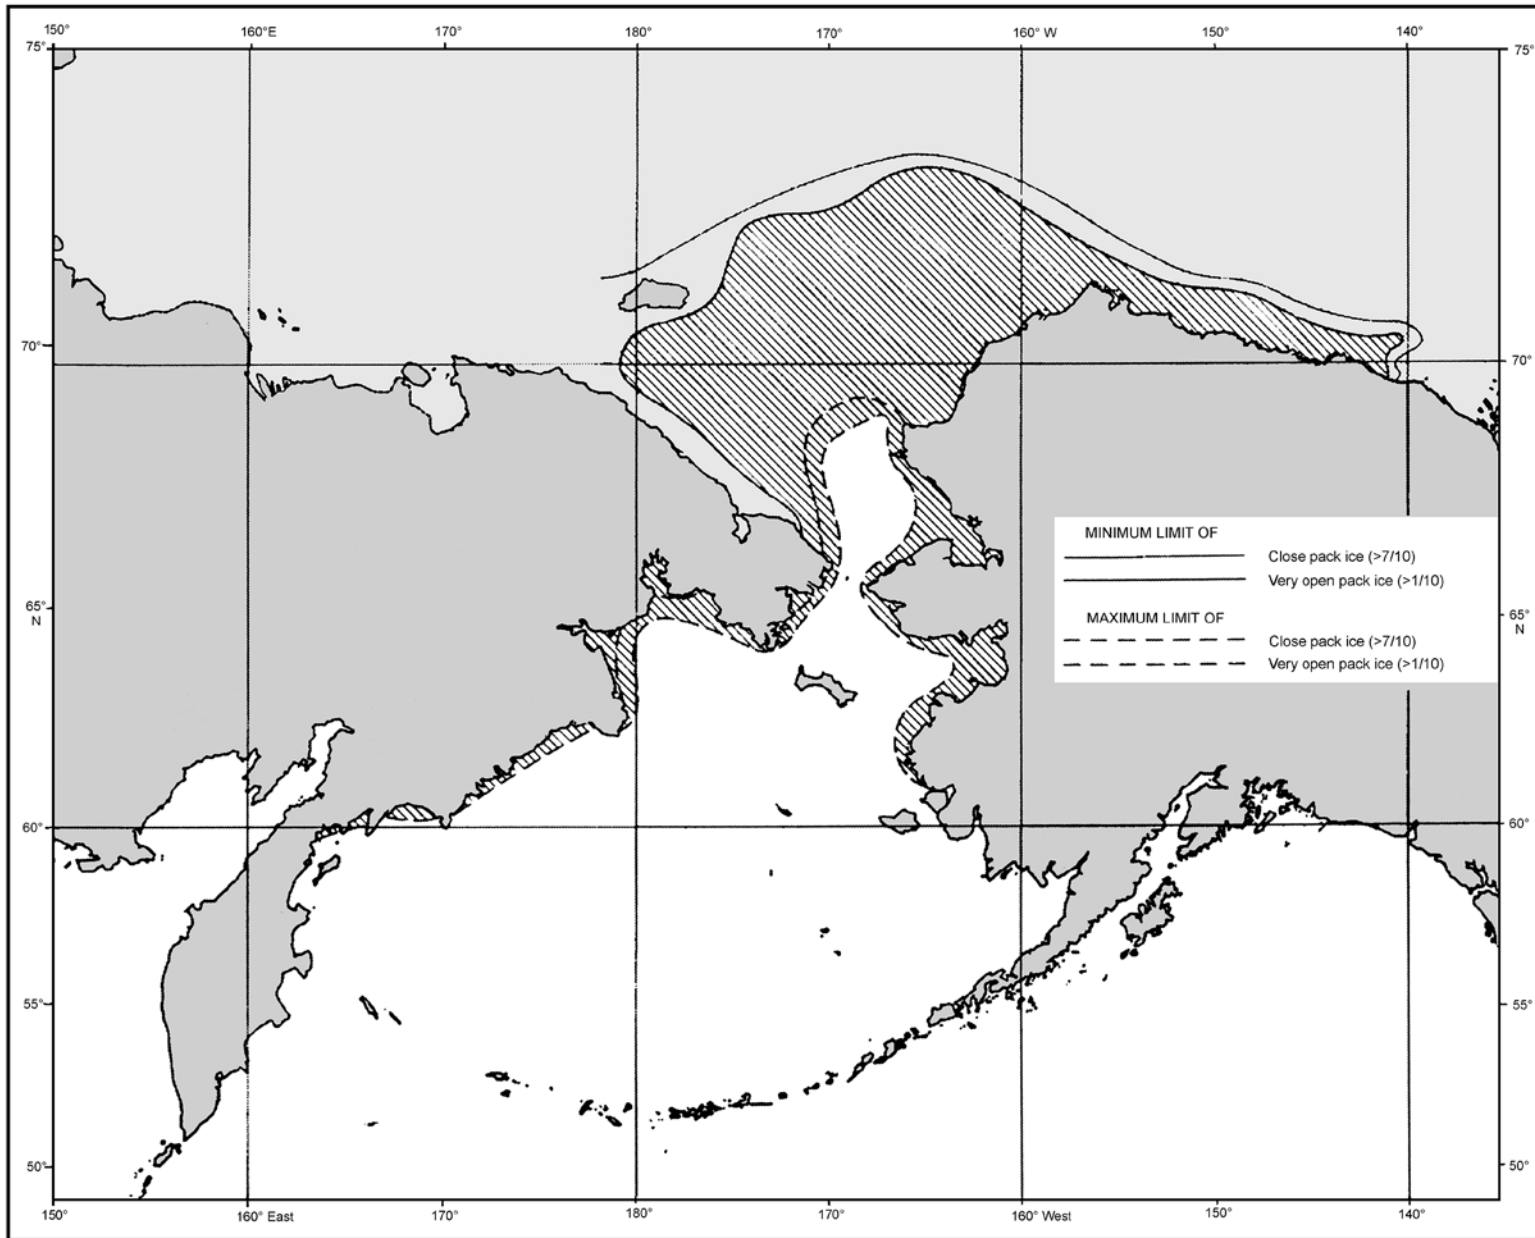 150° 160°E 170° 180° 170° 160° W 150° 140°
75° 75°
70° 70°
MINIMUM LIMIT OF
Close pack ice (>7/10)
Very open pack ice (>1/10)
65° 65°
N N
MAXIMUM LIMIT OF
Close pack ice (>7/10)
Very open pack ice (>1/10)
60° 60°
55° 55°
50° 50°
150° 160° East 170° 180° 170° 160° West 150° 140°